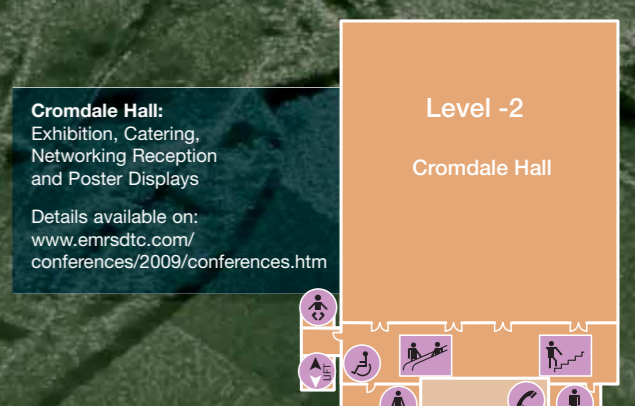 Cromdale Hall:
Exhibition, Catering,
Networking Reception
and Poster Displays
Details available on:
www.emrsdtc.com/
conferences/2009/conferences.htm
Level -2
Cromdale Hall
LIFT